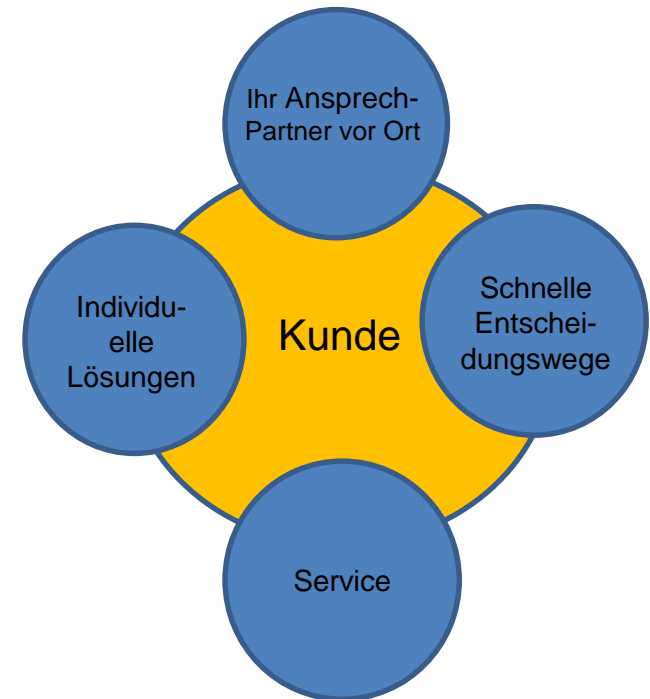 Ihr Ansprech-
Partner vor Ort
Individu-
elle
Lösungen
Kunde
Schnelle
Entschei-
dungswege
Service